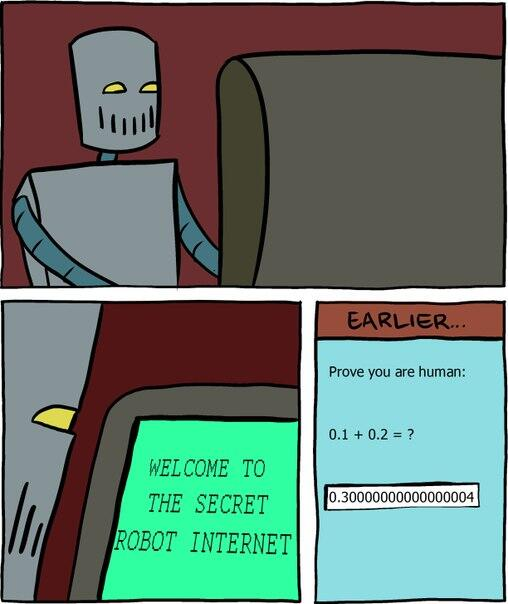 WELCOME TO
THE SECRET
ROBOT INTERNET
EARLIER...
Prove you are human:
0.1 + 0.2 = ?
0.30000000000000004